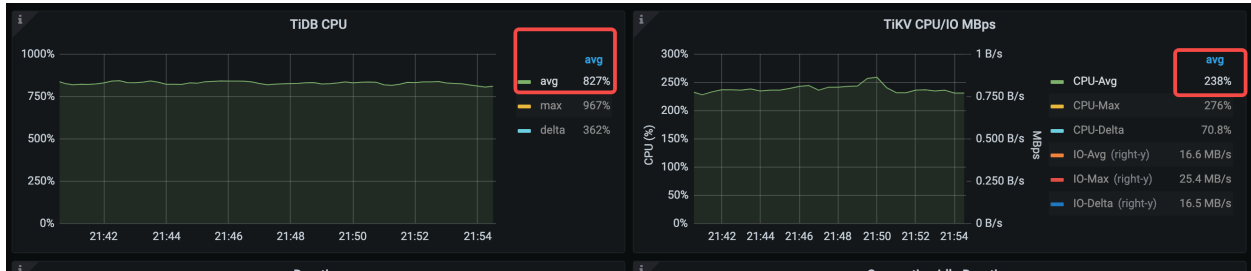 TiDB CPU
1000%
750%
500%
250%
0%
21:42 21:44 21:46 21:48 21:50 21:52 21:54
avg
avg 827%
max 967%
delta 362%
TiKV CPU/IO MBps
300%
250%
200%
150%
100%
50%
0%
CPU (%)
1 B/s
0.750 B/s
0.500 B/s
0.250 B/s
0 B/s
MBps
21:42 21:44 21:46 21:48 21:50 21:52 21:54
avg
CPU-Avg 238%
CPU-Max 276%
CPU-Delta 70.8%
IO-Avg (right-y) 16.6 MB/s
IO-Max (right-y) 25.4 MB/s
IO-Delta (right-y) 16.5 MB/s